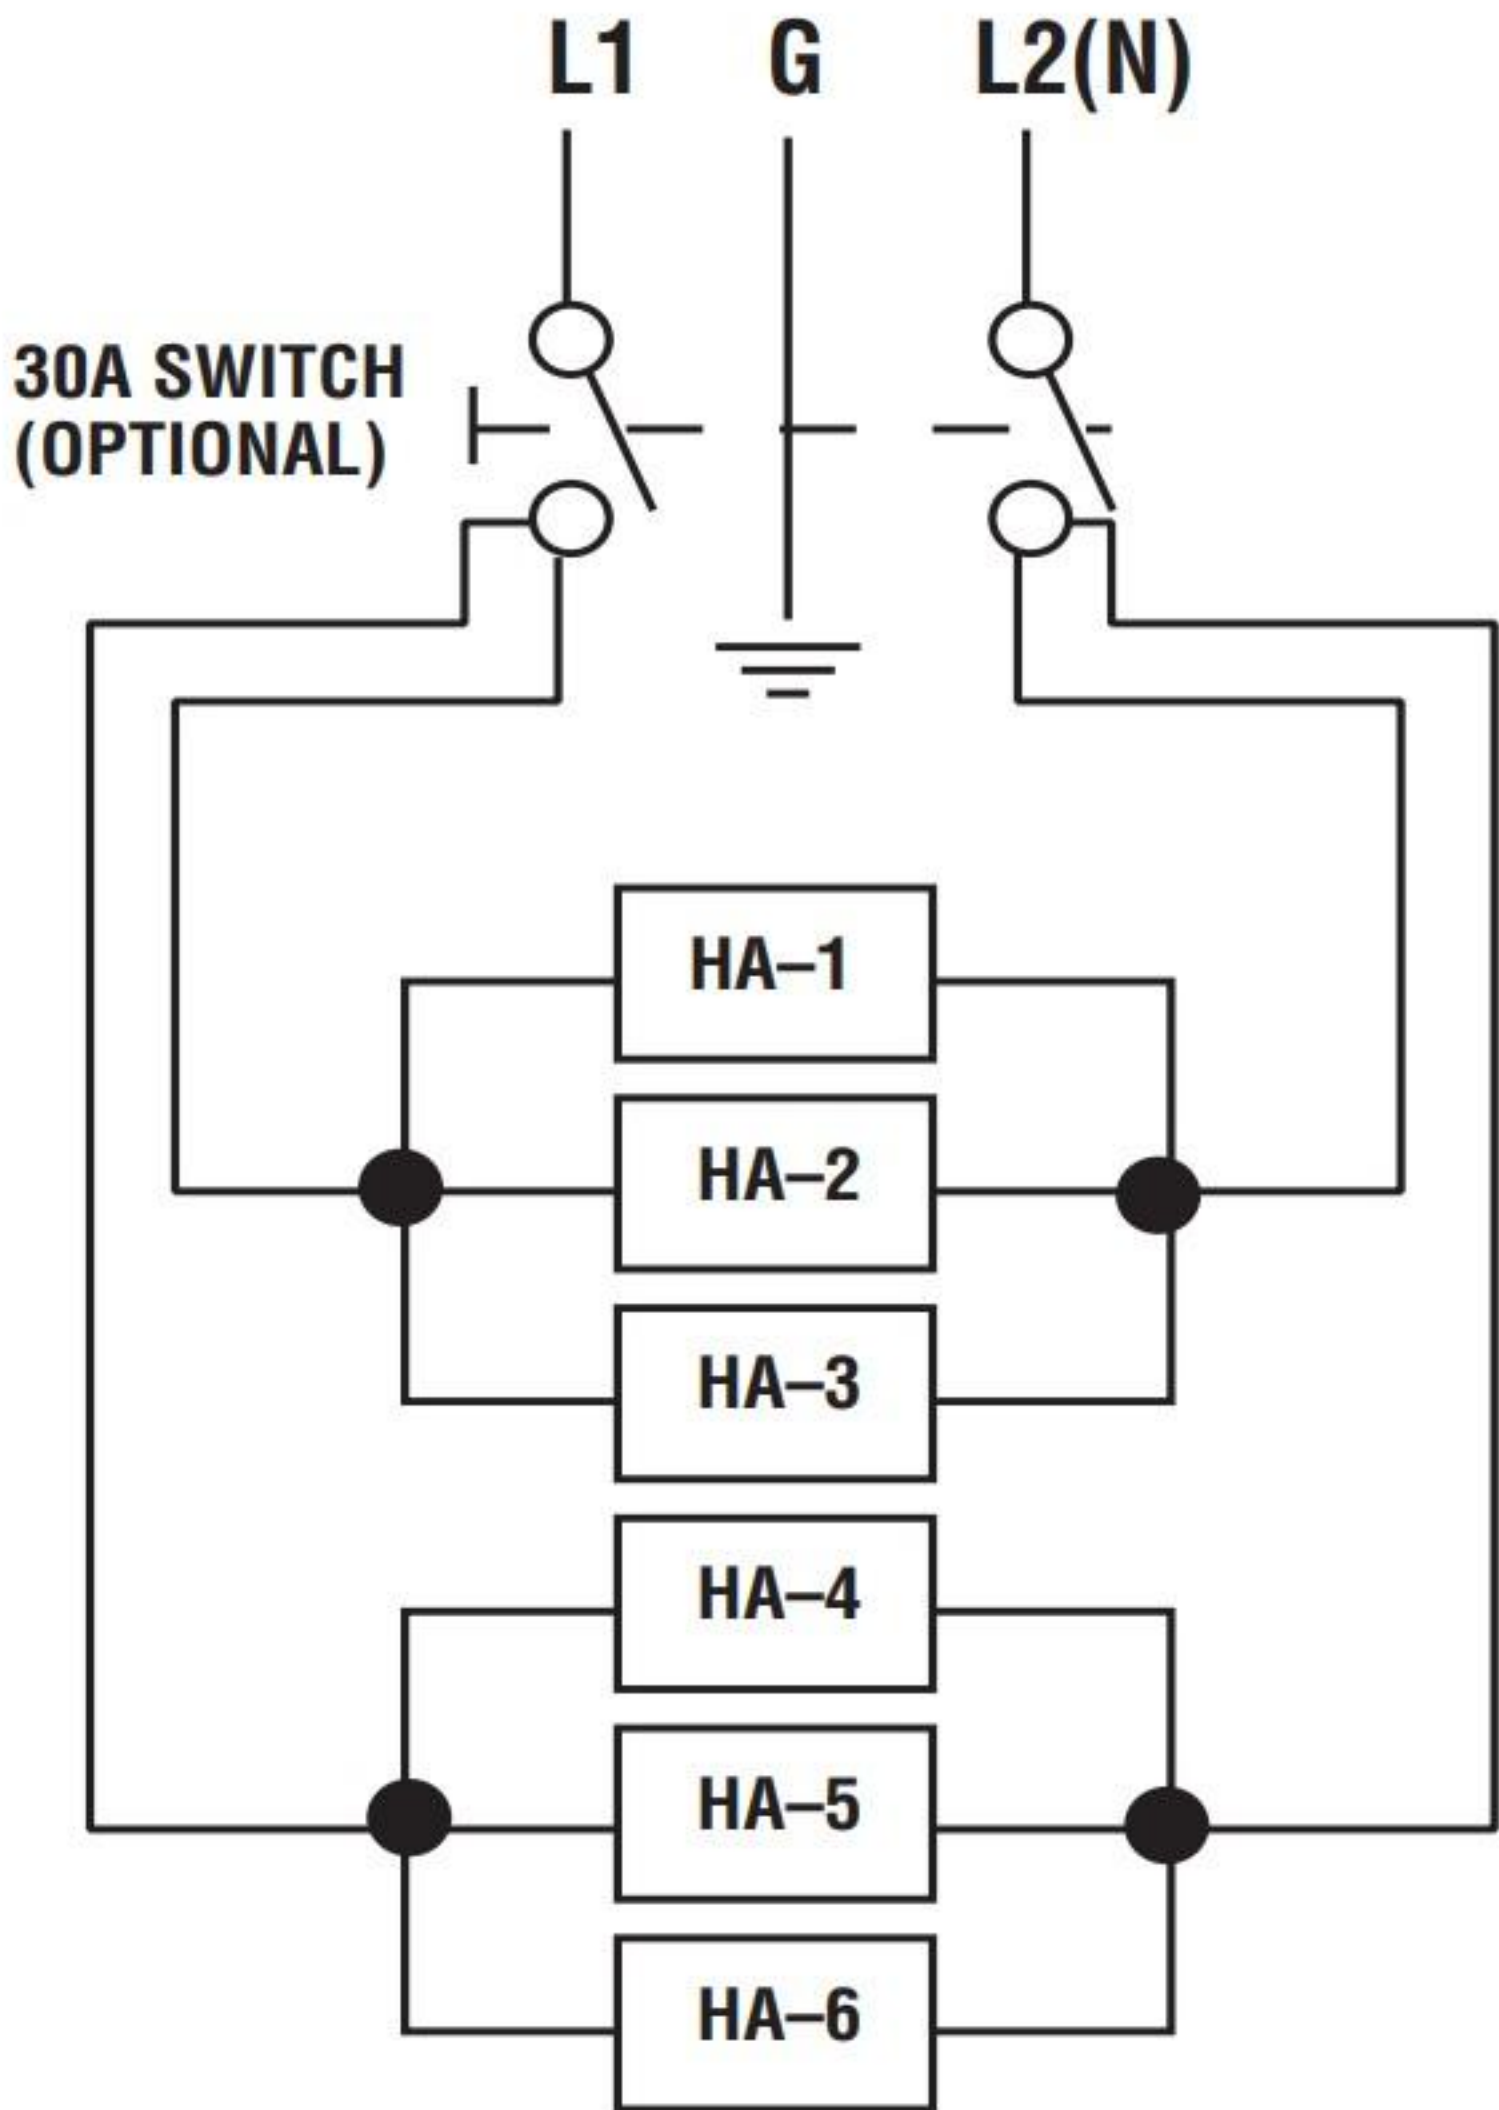 L1 G L2(N)
30A SWITCH
(OPTIONAL)
HA–1
HA–2
HA–3
HA–4
HA–5
HA–6